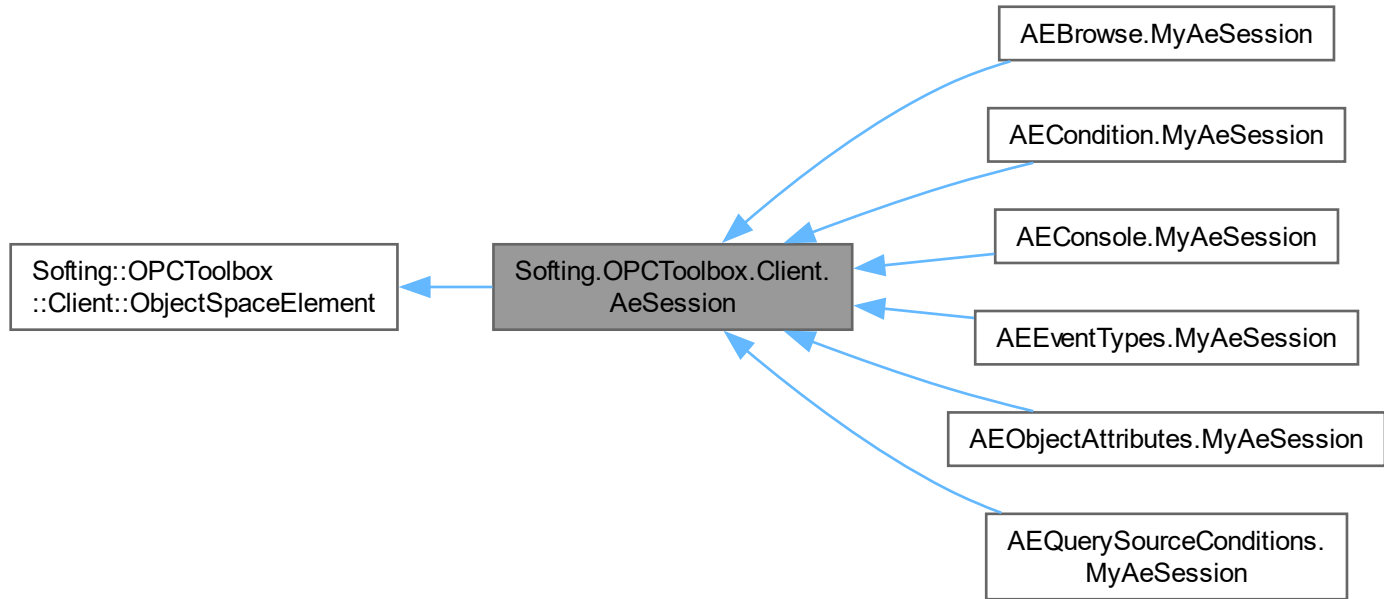 AEBrowse.MyAeSession
AECondition.MyAeSession
AEConsole.MyAeSession
Softing::OPCToolbox
::Client::ObjectSpaceElement
Softing.OPCToolbox.Client.
AeSession
AEEventTypes.MyAeSession
AEObjectAttributes.MyAeSession
AEQuerySourceConditions.
MyAeSession